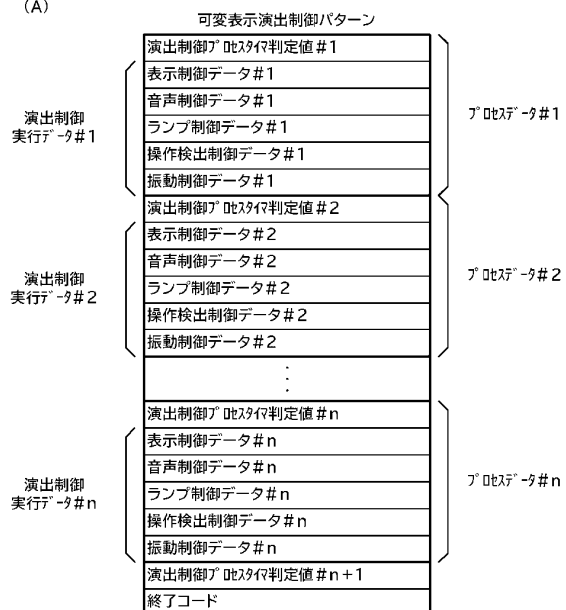 (A)
可変表示演出制御パターン
演出制御プロセスタイマ判定値#1
表示制御データ#1
音声制御データ#1
ランプ制御データ#1
操作検出制御データ#1
振動制御データ#1
演出制御
実行データ#1
プロセスデータ#1
演出制御プロセスタイマ判定値#2
表示制御データ#2
音声制御データ#2
ランプ制御データ#2
操作検出制御データ#2
振動制御データ#2
演出制御
実行データ#2
プロセスデータ#2
⋮
演出制御プロセスタイマ判定値#n
表示制御データ#n
音声制御データ#n
ランプ制御データ#n
操作検出制御データ#n
振動制御データ#n
演出制御
実行データ#n
プロセスデータ#n
演出制御プロセスタイマ判定値#n+1
終了コード